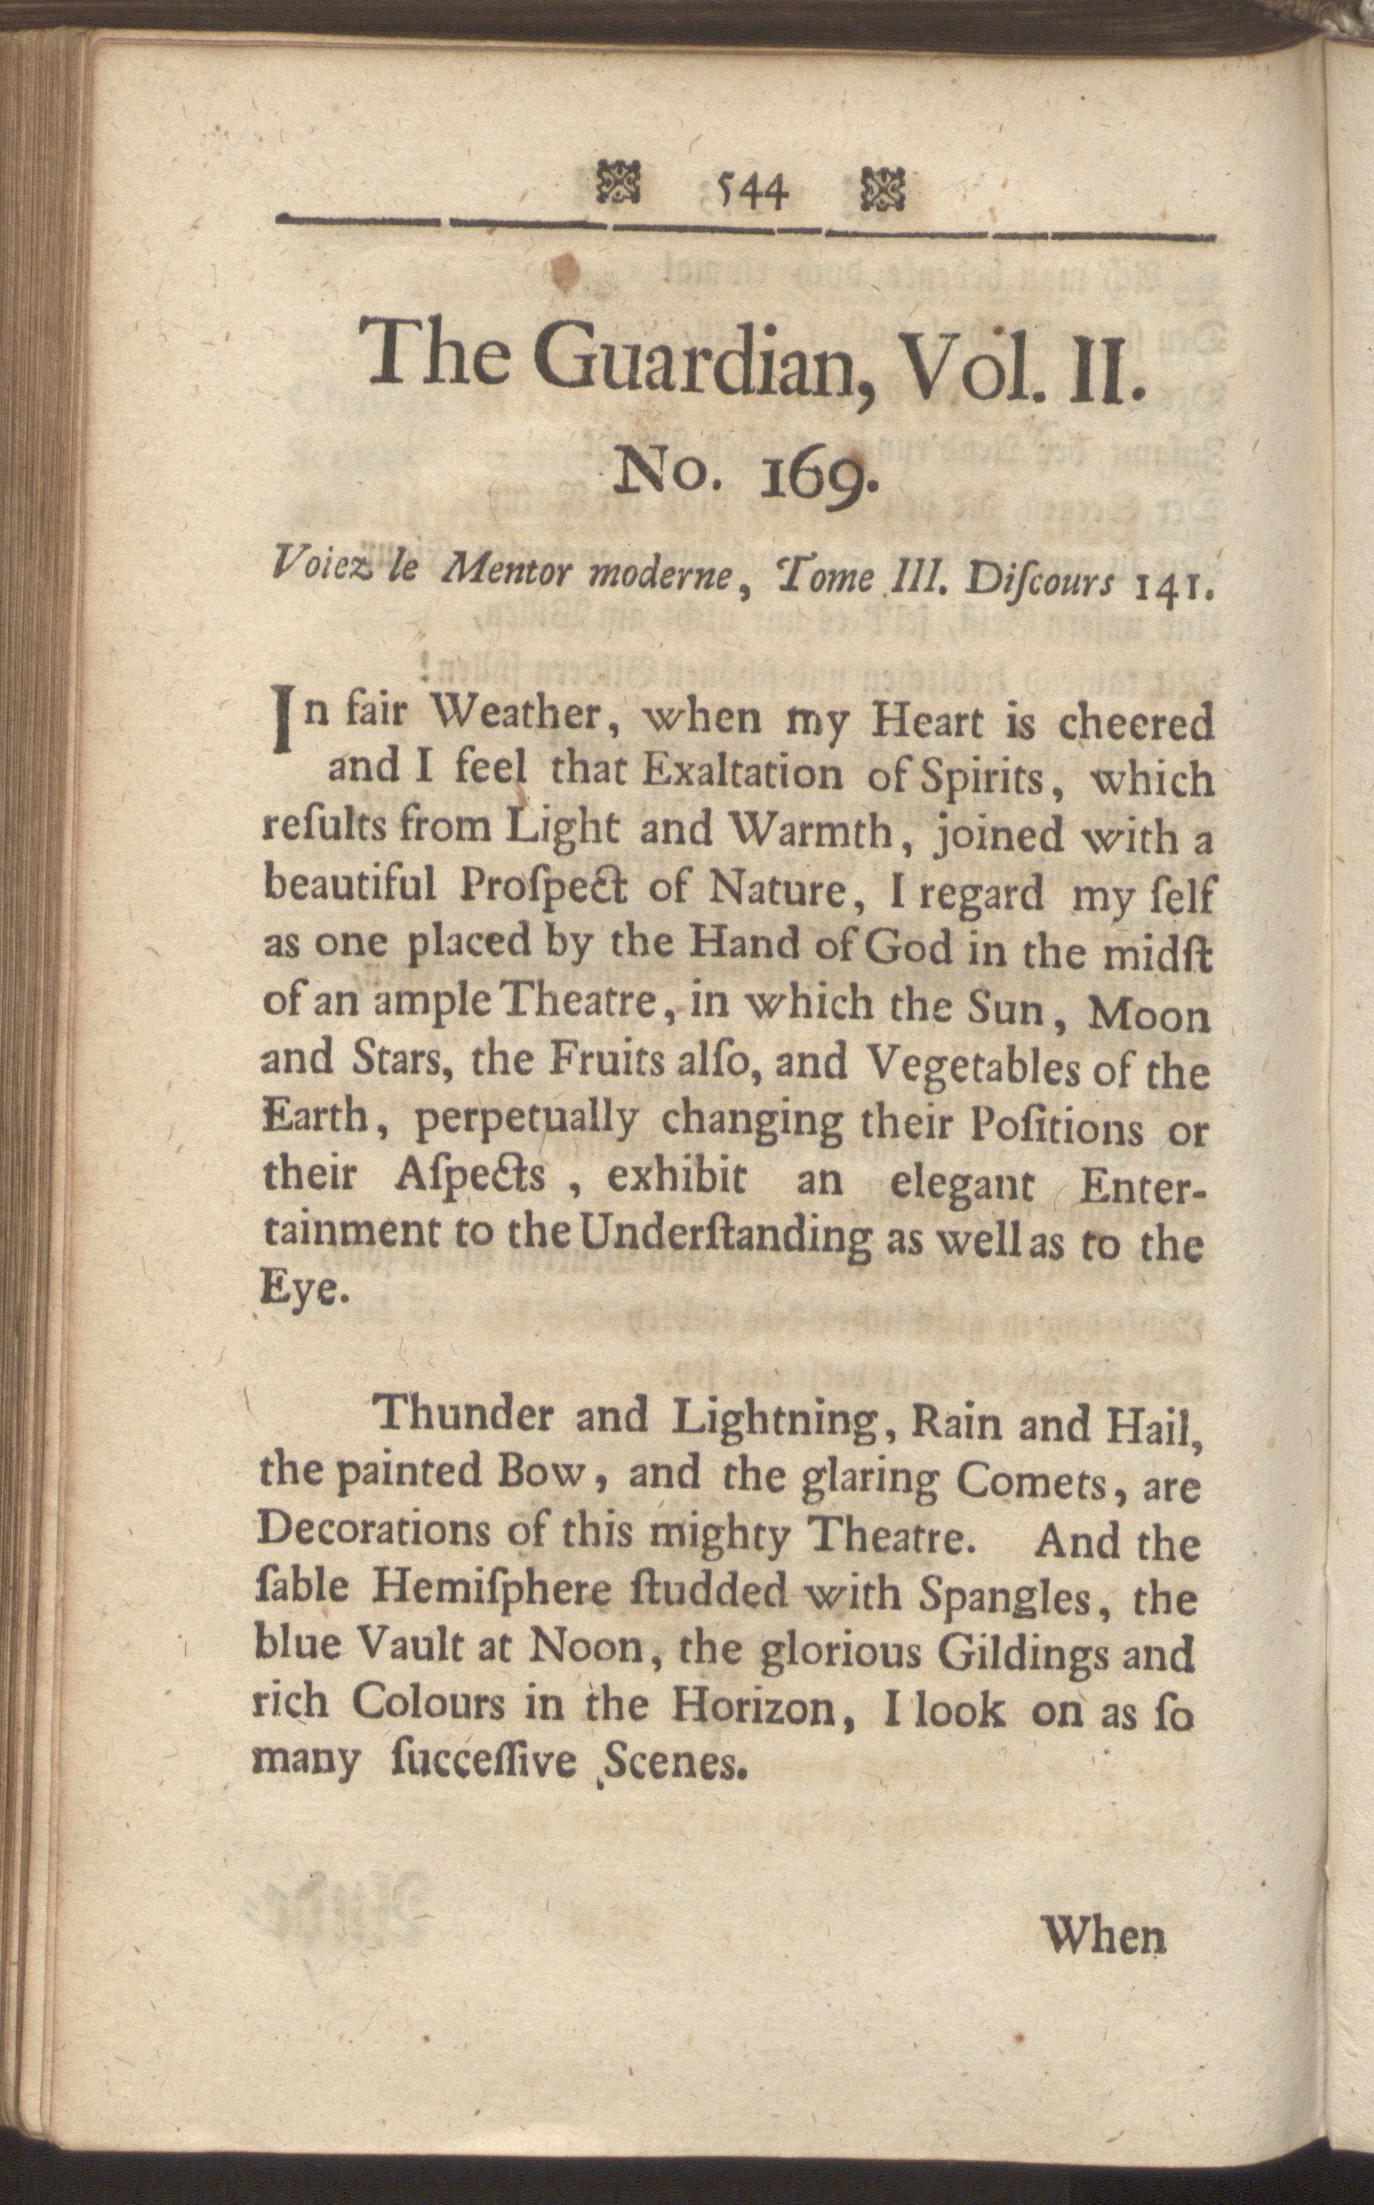 544
The Guardian, Vol. II.
No. 169.
Voiez le Mentor moderne, Tome III. Diſcours 141.
In fair Weather, when my Heart is cheered
and I feel that Exaltation of Spirits, which
reſults from Light and Warmth, joined with a
beautiful Proſpect of Nature, I regard my ſelf
as one placed by the Hand of God in the midſt
of an ample Theatre, in which the Sun, Moon
and Stars, the Fruits alſo, and Vegetables of the
Earth, perpetually changing their Poſitions or
their Aſpects , exhibit an elegant Enter-
tainment to the Underſtanding as well as to the
Eye.
Thunder and Lightning, Rain and Hail,
the painted Bow, and the glaring Comets, are
Decorations of this mighty Theatre. And the
ſable Hemiſphere ſtudded with Spangles, the
blue Vault at Noon, the glorious Gildings and
rich Colours in the Horizon, I look on as ſo
many ſucceſſive Scenes.
When